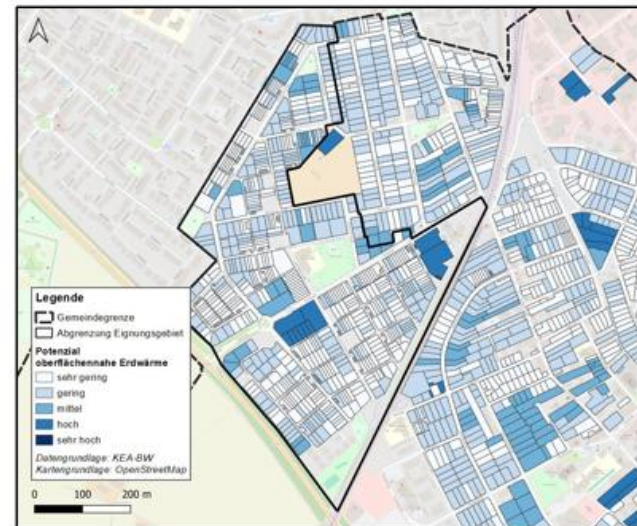 Legende
Gemeindegrenze
Abgrenzung Eignungsgebiet
Potenzial
oberflächennahe Erdwärme
sehr gering
gering
mittel
hoch
sehr hoch
Datengrundlage: KEA-BW
Kartengrundlage: OpenStreetMap
0 100 200 m